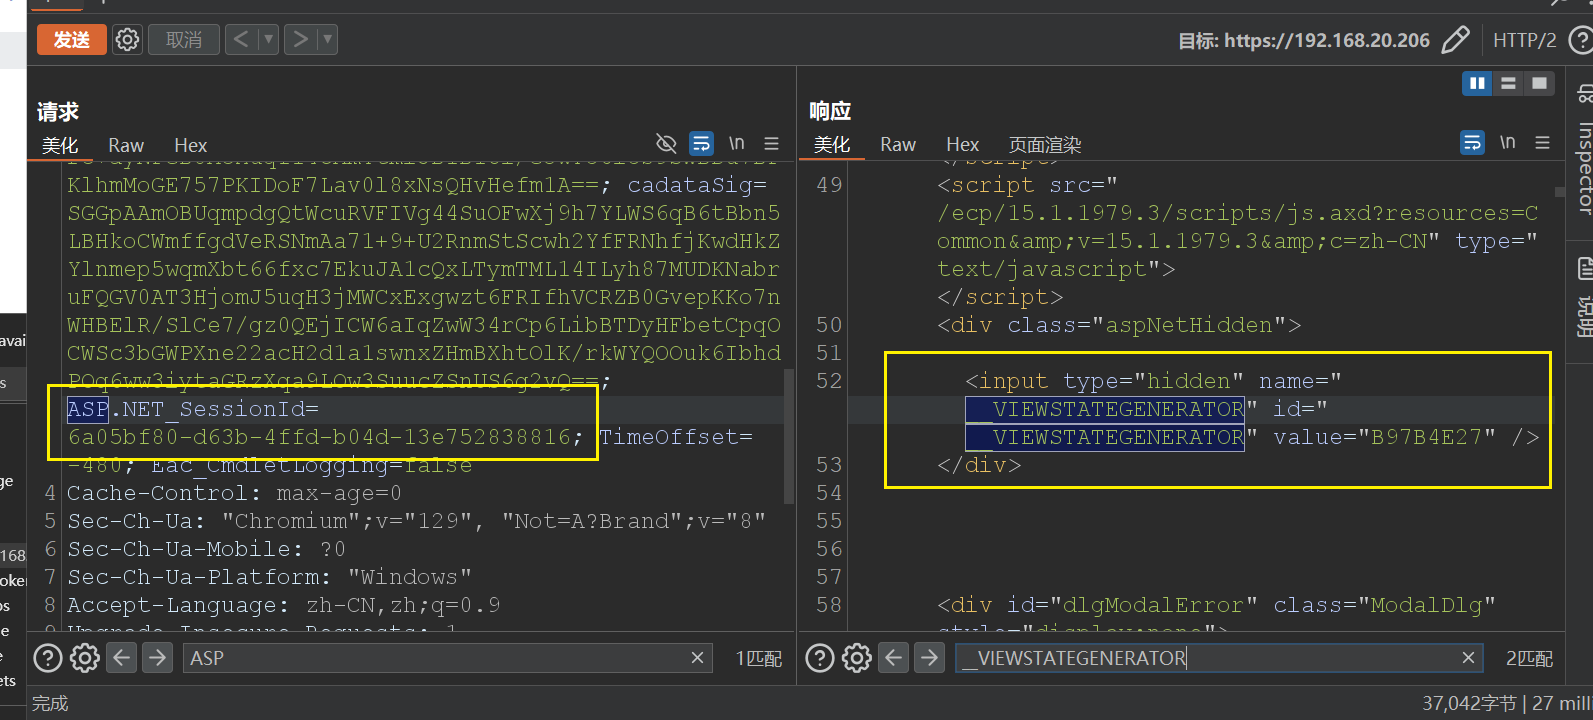 发送
取消
目标: https://192.168.20.206
HTTP/2
请求
美化
Raw
Hex
\n
KlhmMoGE757PKIDoF7Lav0l8xNsQHvHefm1A==; cadataSig=
SGGpAAmOBUqmpdgQtWcuRVFIVg44SuOFwXj9h7YLWS6qB6tBbn5
LBHkoCWmffgdVeRSNmAa71+9+U2RnmStScwh2YfFRNhfjKwdHkZ
Ylnmep5wqmXbt66fxc7EkuJA1cQxLTymTML14ILyh87MUDKNabr
uFQGV0AT3HjomJ5uqH3jMWCxExgwzt6FRIfhVCRZB0GvepKKo7n
WHBElR/SlCe7/gz0QEjICW6aIqZwW34rCp6LibBTDyHFbetCpqO
CWSc3bGWPXne22acH2d1a1swnxZHmBXhtOlK/rkWYQOOuk6Ibhd
POq6ww3iytaGRzXqa9LOw3SuucZSnUS6g2vQ==;
ASP.NET_SessionId=
6a05bf80-d63b-4ffd-b04d-13e752838816; TimeOffset=
-480; Eac_CmdletLogging=false
4 Cache-Control: max-age=0
5 Sec-Ch-Ua: "Chromium";v="129", "Not=A?Brand";v="8"
6 Sec-Ch-Ua-Mobile: ?0
7 Sec-Ch-Ua-Platform: "Windows"
8 Accept-Language: zh-CN,zh;q=0.9
9 Upgrade-Insecure-Requests: 1
ASP
1匹配
响应
美化
Raw
Hex
页面渲染
\n
</script>
49 <script src="
/ecp/15.1.1979.3/scripts/js.axd?resources=C
ommon&amp;v=15.1.1979.3&amp;c=zh-CN" type="
text/javascript">
</script>
50 <div class="aspNetHidden">
51
52 <input type="hidden" name="
__VIEWSTATEGENERATOR" id="
__VIEWSTATEGENERATOR" value="B97B4E27" />
53 </div>
54
55
56
57
58 <div id="dlgModalError" class="ModalDlg"
style="display:none">
__VIEWSTATEGENERATOR
2匹配
Inspector
说明
完成
37,042字节 | 27 milli